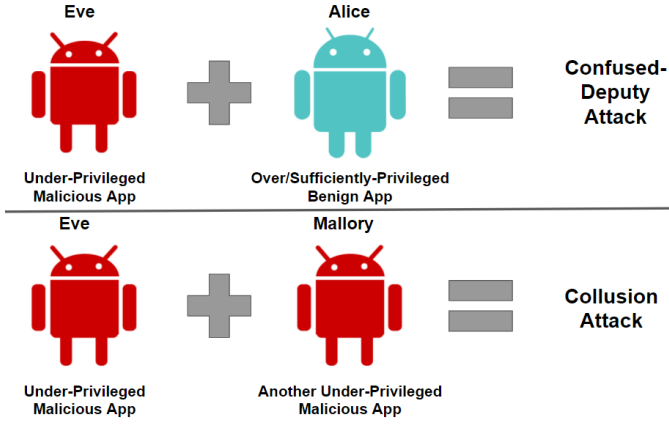 Eve
Alice
Confused-
Deputy
Attack
Under-Privileged
Malicious App
Over/Sufficiently-Privileged
Benign App
Eve
Mallory
Collusion
Attack
Under-Privileged
Malicious App
Another Under-Privileged
Malicious App